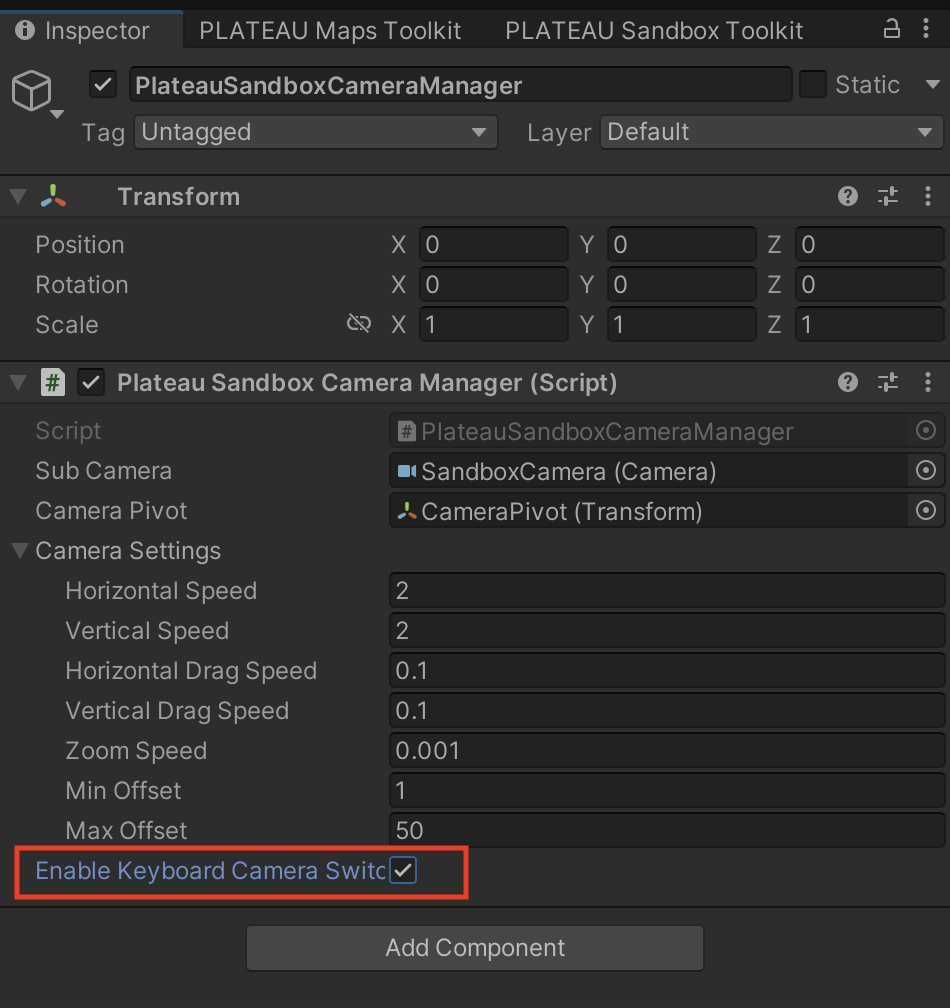 Inspector PLATEAU Maps Toolkit PLATEAU Sandbox Toolkit
PlateauSandboxCameraManager Static
Tag Untagged Layer Default
Transform
Position X 0 Y 0 Z 0
Rotation X 0 Y 0 Z 0
Scale X 1 Y 1 Z 1
# Plateau Sandbox Camera Manager (Script)
Script # PlateauSandboxCameraManager
Sub Camera SandboxCamera (Camera)
Camera Pivot CameraPivot (Transform)
Camera Settings
Horizontal Speed 2
Vertical Speed 2
Horizontal Drag Speed 0.1
Vertical Drag Speed 0.1
Zoom Speed 0.001
Min Offset 1
Max Offset 50
Enable Keyboard Camera Switc
Add Component